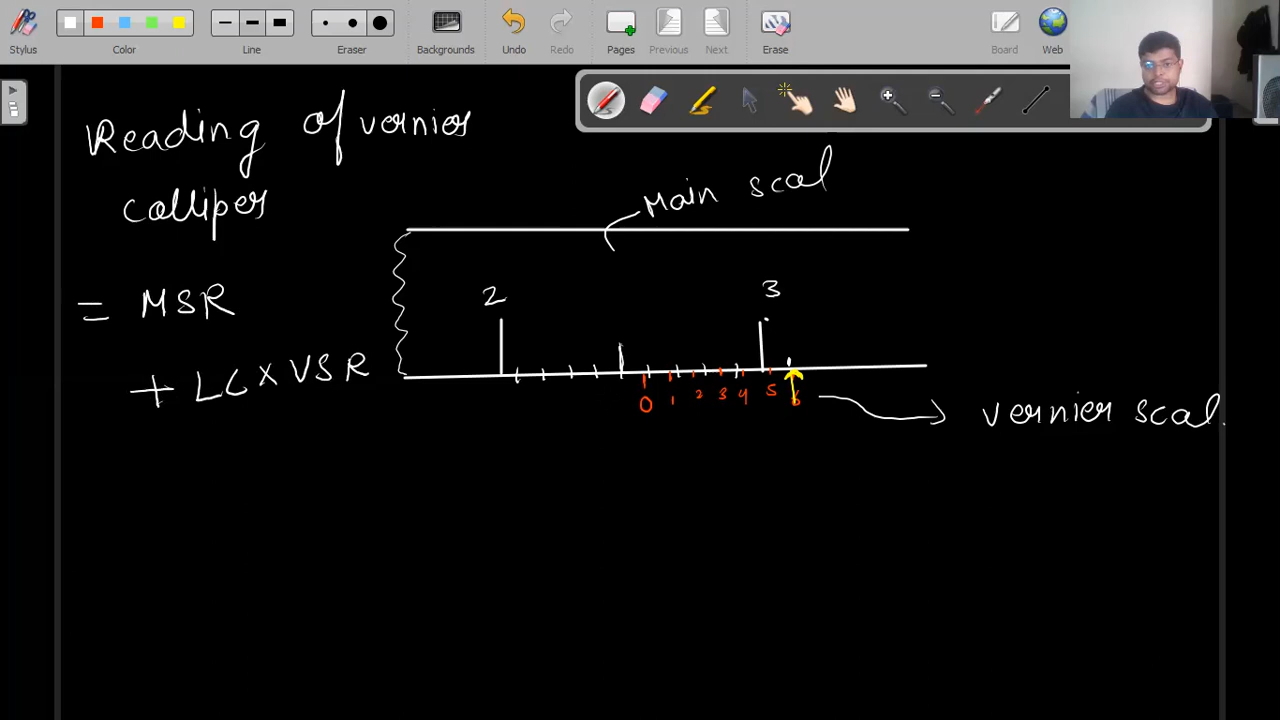 Stylus
Color
Line
Eraser
Backgrounds
Undo
Redo
Pages
Previous
Next
Erase
Board
Web
Reading of vernier
calliper
= MSR
+ LC X VSR
Main scal
2 3
0 1 2 3 4 5 6
vernier scal.